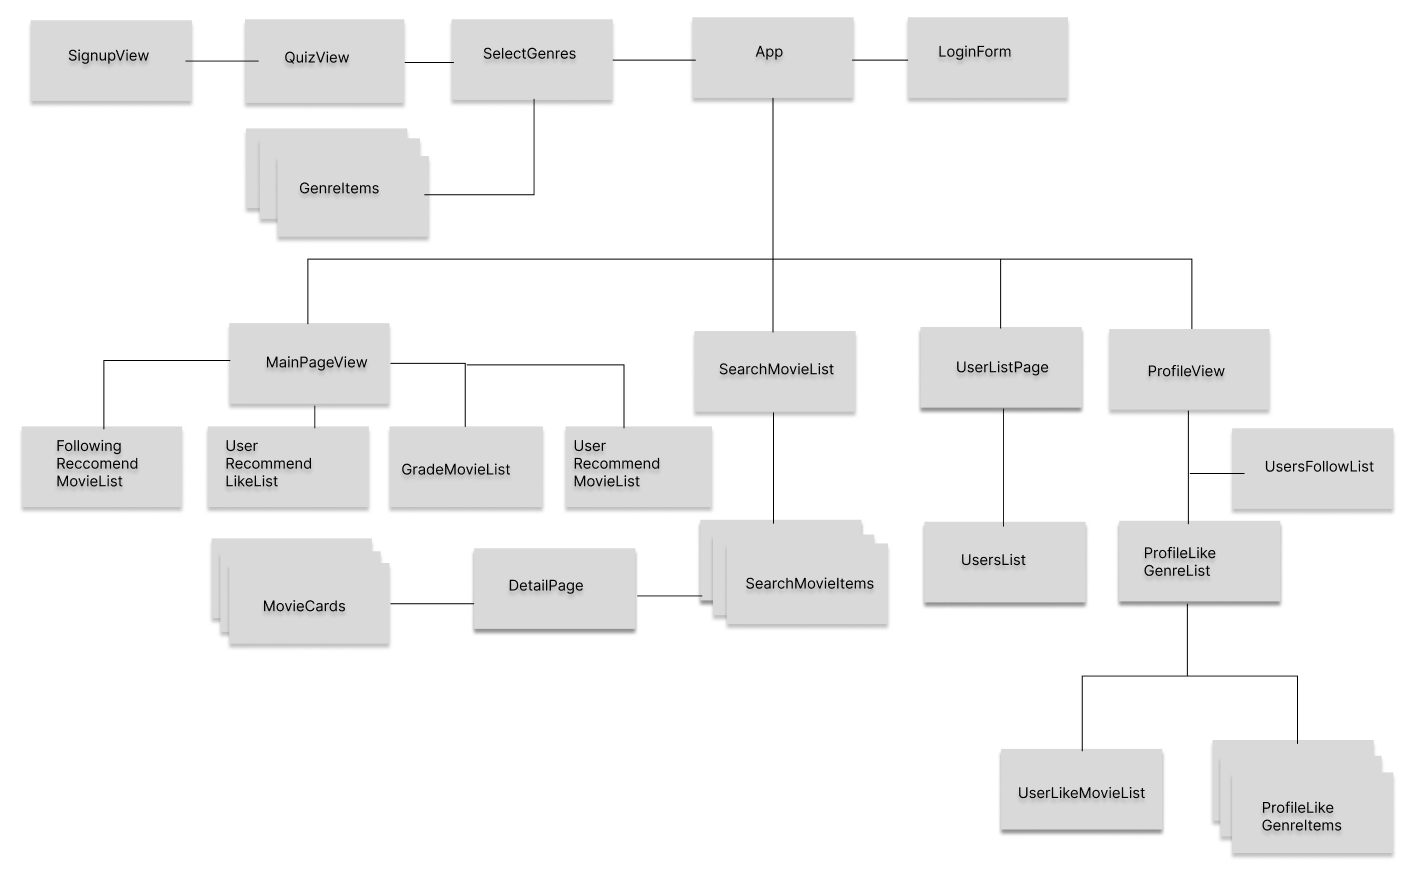 SignupView
QuizView
SelectGenres
App
LoginForm
GenreItems
MainPageView
SearchMovieList
UserListPage
ProfileView
Following
Reccomend
MovieList
User
Recommend
LikeList
GradeMovieList
User
Recommend
MovieList
UsersFollowList
MovieCards
DetailPage
SearchMovieItems
UsersList
ProfileLike
GenreList
UserLikeMovieList
ProfileLike
GenreItems